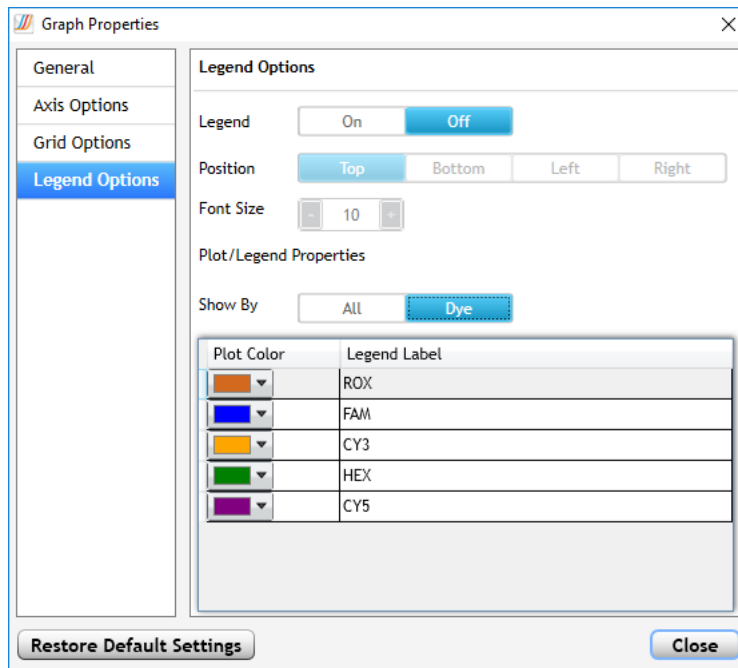 Graph Properties
General
Axis Options
Grid Options
Legend Options
Legend Options
Legend On Off
Position Top Bottom Left Right
Font Size - 10 +
Plot/Legend Properties
Show By All Dye
Plot Color Legend Label
ROX
FAM
CY3
HEX
CY5
Restore Default Settings Close